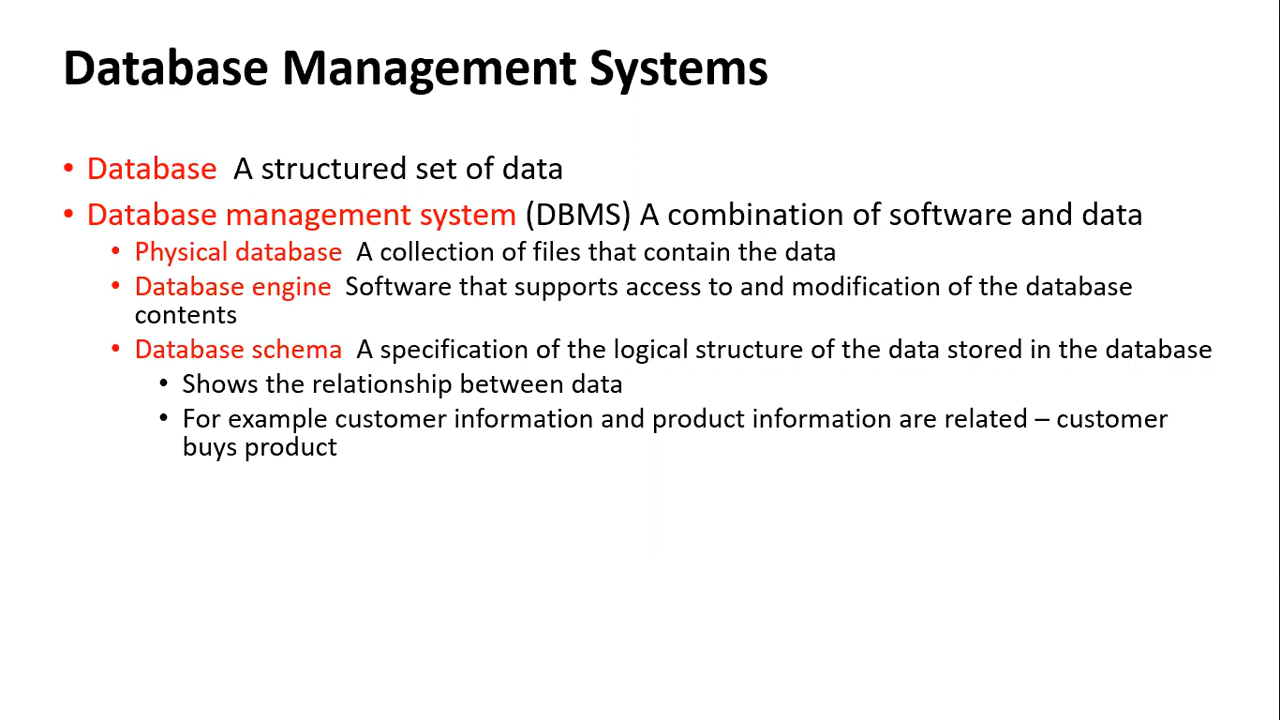 Database Management Systems
• Database  A structured set of data
• Database management system (DBMS) A combination of software and data
• Physical database  A collection of files that contain the data
• Database engine  Software that supports access to and modification of the database
contents
• Database schema  A specification of the logical structure of the data stored in the database
• Shows the relationship between data
• For example customer information and product information are related – customer
buys product